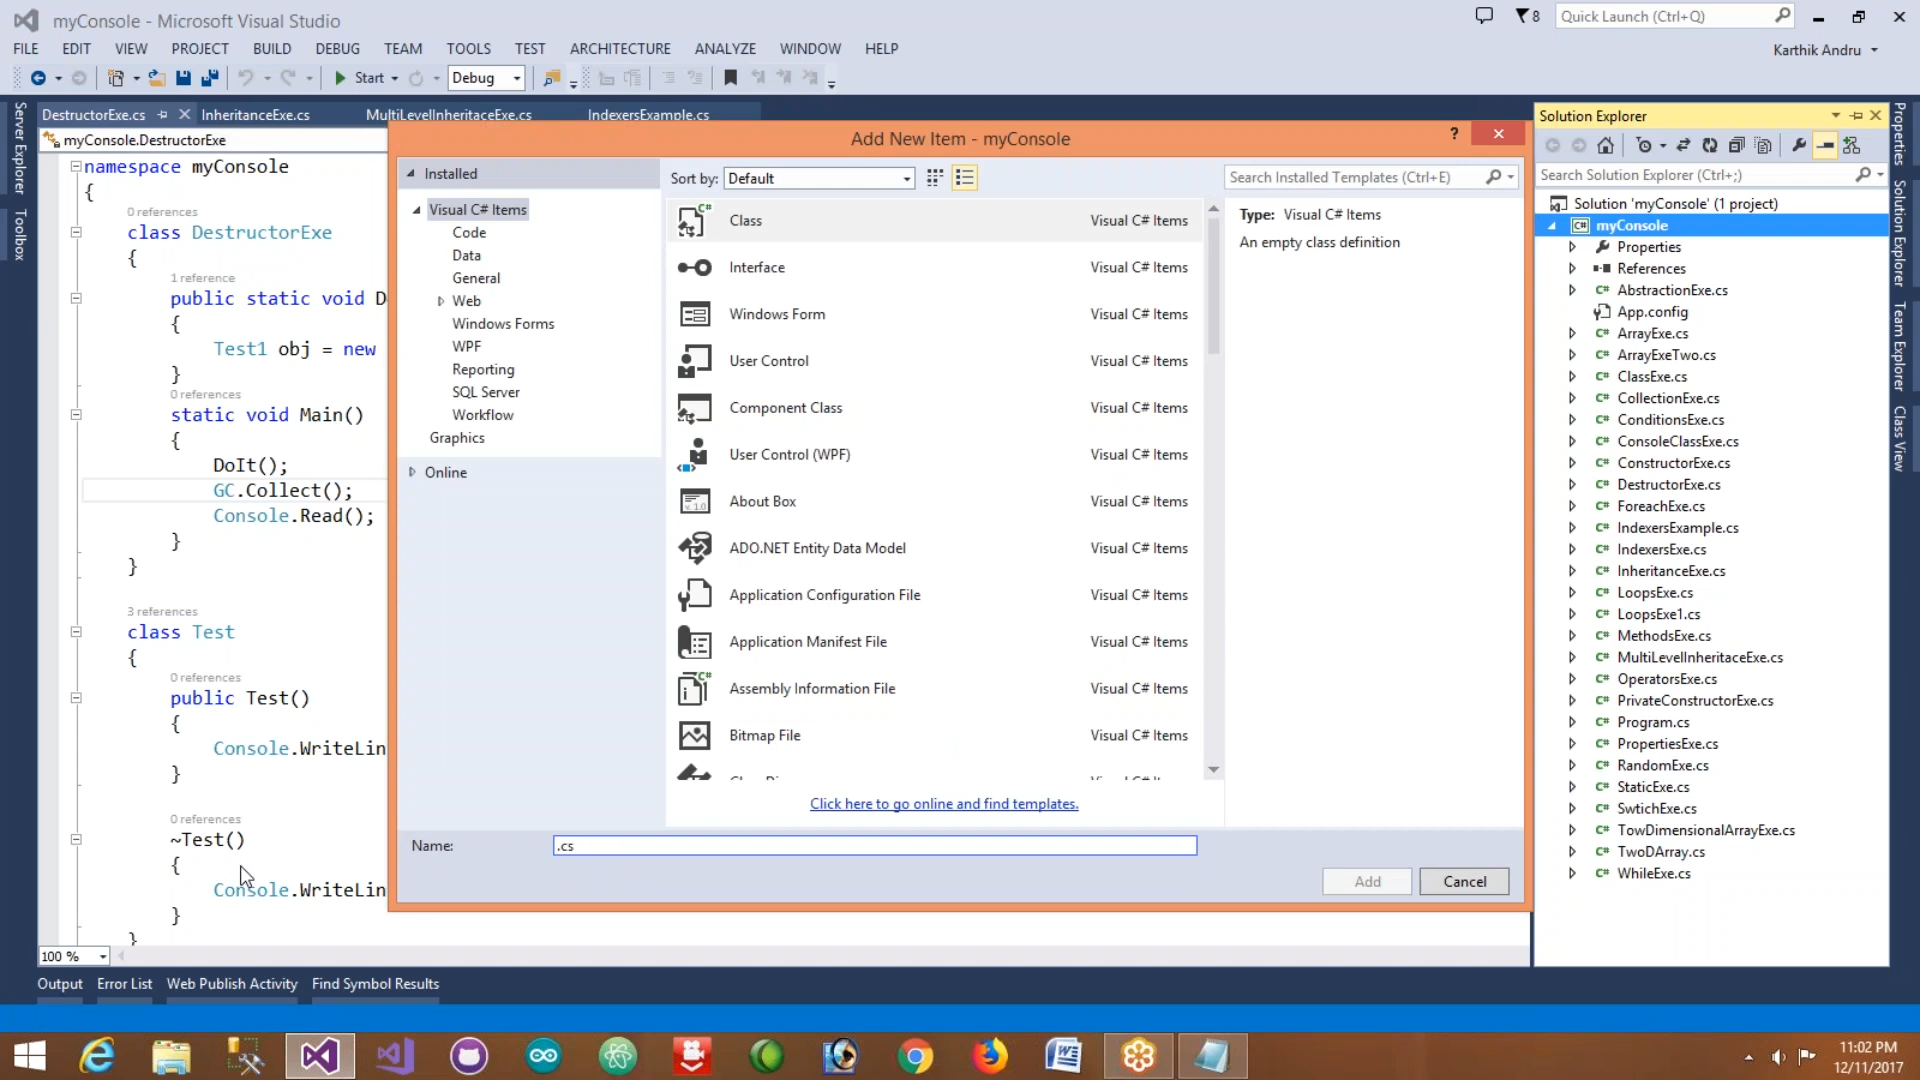 myConsole - Microsoft Visual Studio
8
Quick Launch (Ctrl+Q)
FILE EDIT VIEW PROJECT BUILD DEBUG TEAM TOOLS TEST ARCHITECTURE ANALYZE WINDOW HELP
Karthik Andru
Start
Debug
Server Explorer
Toolbox
DestructorExe.cs
InheritanceExe.cs
MultiLevelInheritaceExe.cs
IndexersExample.cs
myConsole.DestructorExe
namespace myConsole
{
0 references
class DestructorExe
{
1 reference
public static void D
{
Test1 obj = new
}
0 references
static void Main()
{
DoIt();
GC.Collect();
Console.Read();
}
}
3 references
class Test
{
0 references
public Test()
{
Console.WriteLin
}
0 references
~Test()
{
Console.WriteLin
}
}
100 %
Add New Item - myConsole
?
Installed
Visual C# Items
Code
Data
General
Web
Windows Forms
WPF
Reporting
SQL Server
Workflow
Graphics
Online
Sort by: Default
Search Installed Templates (Ctrl+E)
Class Visual C# Items
Interface Visual C# Items
Windows Form Visual C# Items
User Control Visual C# Items
Component Class Visual C# Items
User Control (WPF) Visual C# Items
About Box Visual C# Items
ADO.NET Entity Data Model Visual C# Items
Application Configuration File Visual C# Items
Application Manifest File Visual C# Items
Assembly Information File Visual C# Items
Bitmap File Visual C# Items
Click here to go online and find templates.
Type: Visual C# Items
An empty class definition
Name: .cs
Add
Cancel
Solution Explorer
Search Solution Explorer (Ctrl+;)
Solution 'myConsole' (1 project)
myConsole
Properties
References
AbstractionExe.cs
App.config
ArrayExe.cs
ArrayExeTwo.cs
ClassExe.cs
CollectionExe.cs
ConditionsExe.cs
ConsoleClassExe.cs
ConstructorExe.cs
DestructorExe.cs
ForeachExe.cs
IndexersExample.cs
IndexersExe.cs
InheritanceExe.cs
LoopsExe.cs
LoopsExe1.cs
MethodsExe.cs
MultiLevelInheritaceExe.cs
OperatorsExe.cs
PrivateConstructorExe.cs
Program.cs
PropertiesExe.cs
RandomExe.cs
StaticExe.cs
SwtichExe.cs
TowDimensionalArrayExe.cs
TwoDArray.cs
WhileExe.cs
Properties
Solution Explorer
Team Explorer
Class View
Output Error List Web Publish Activity Find Symbol Results
11:02 PM
12/11/2017